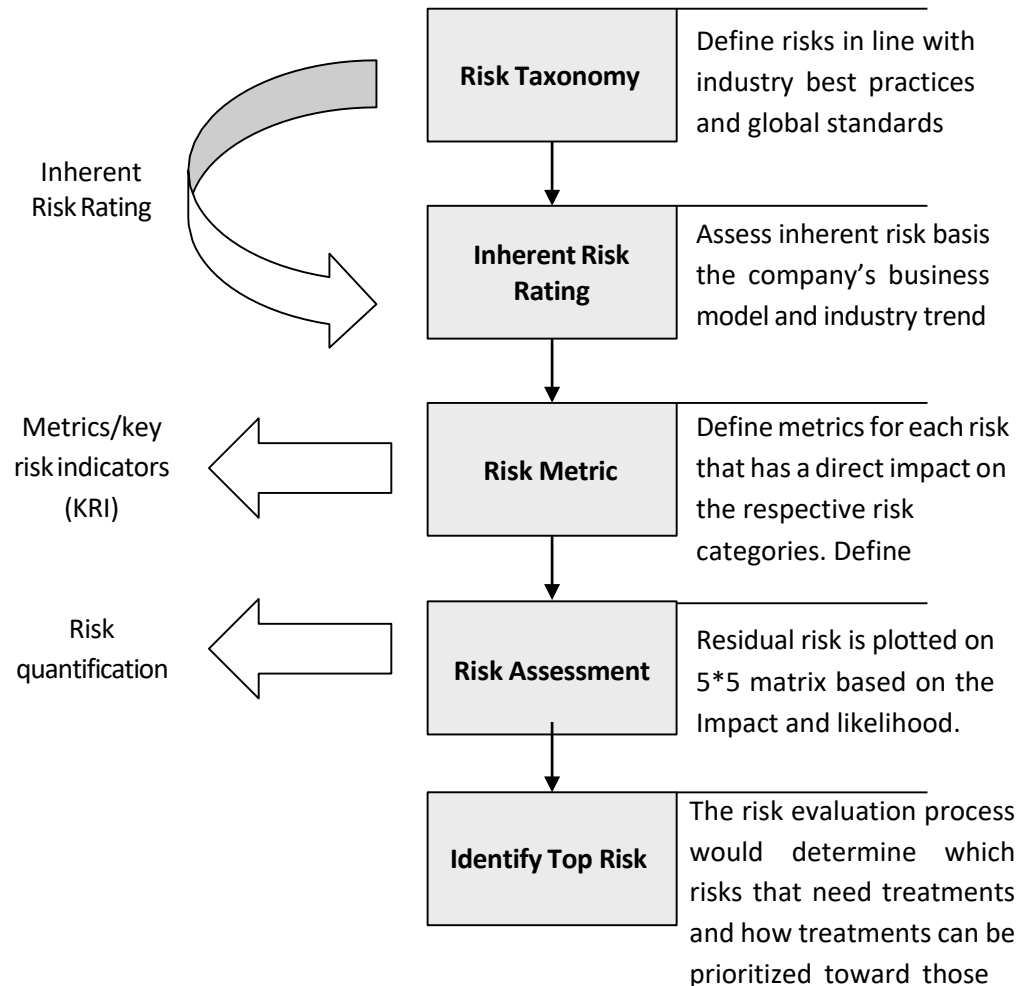 Risk Taxonomy
Define risks in line with
industry best practices
and global standards
Inherent
Risk Rating
Inherent Risk
Rating
Assess inherent risk basis
the company’s business
model and industry trend
Metrics/key
risk indicators
(KRI)
Risk Metric
Define metrics for each risk
that has a direct impact on
the respective risk
categories. Define
Risk
quantification
Risk Assessment
Residual risk is plotted on
5*5 matrix based on the
Impact and likelihood.
Identify Top Risk
The risk evaluation process
would determine which
risks that need treatments
and how treatments can be
prioritized toward those